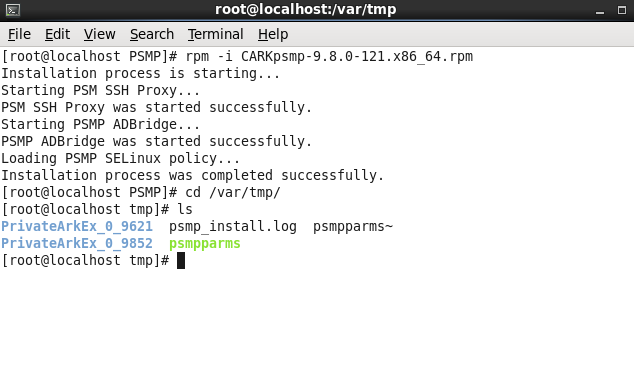 root@localhost:/var/tmp
File Edit View Search Terminal Help
[root@localhost PSMP]# rpm -i CARKpsmp-9.8.0-121.x86_64.rpm
Installation process is starting...
Starting PSM SSH Proxy...
PSM SSH Proxy was started successfully.
Starting PSMP ADBridge...
PSMP ADBridge was started successfully.
Loading PSMP SELinux policy...
Installation process was completed successfully.
[root@localhost PSMP]# cd /var/tmp/
[root@localhost tmp]# ls
PrivateArkEx_0_9621  psmp_install.log  psmpparms~
PrivateArkEx_0_9852  psmpparms
[root@localhost tmp]#